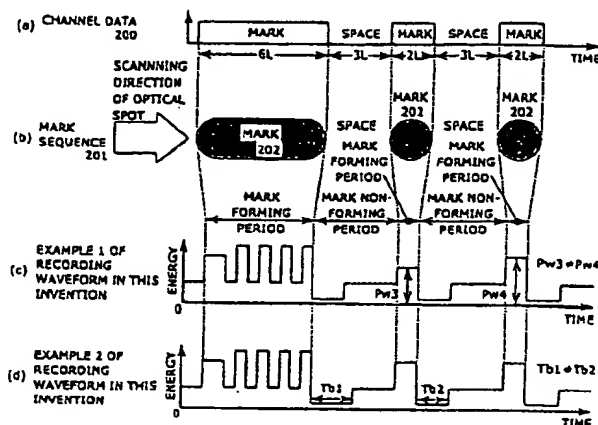 (a) CHANNEL DATA
200
MARK
SPACE
MARK
SPACE
MARK
6L
3L
2L
3L
2L
TIME
SCANNNING
DIRECTION
OF OPTICAL
SPOT
(b) MARK
SEQUENCE
201
MARK
202
SPACE
MARK
202
SPACE
MARK
202
MARK
FORMING
PERIOD
MARK
FORMING
PERIOD
MARK
FORMING
PERIOD
MARK NON-
FORMING
PERIOD
MARK NON-
FORMING
PERIOD
(c) EXAMPLE 1 OF
RECORDING
WAVEFORM IN THIS
INVENTION
ENERGY
0
Pw3
Pw4
Pw3≠Pw4
TIME
(d) EXAMPLE 2 OF
RECORDING
WAVEFORM IN THIS
INVENTION
ENERGY
0
Tb1
Tb2
Tb1≠Tb2
TIME